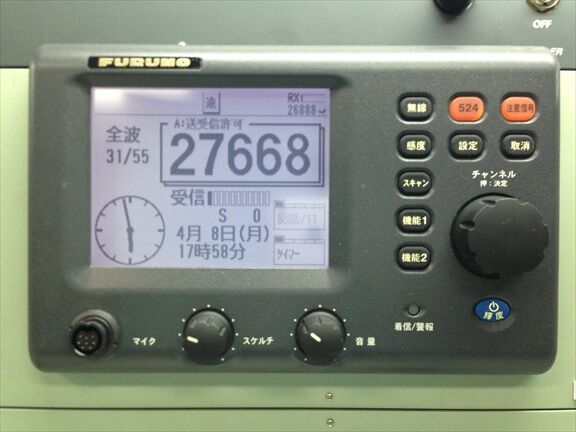 OFF
ER
FURUNO
遠
RX:
26888
A:送受信許可
27668
全波
31/55
受信
S O
4月 8日(月)
17時58分
ﾀｲﾏｰ
無線
524
注意信号
感度
設定
取消
スキャン
チャンネル
押:決定
機能1
機能2
着信/警報
輝度
マイク
スケルチ
音量